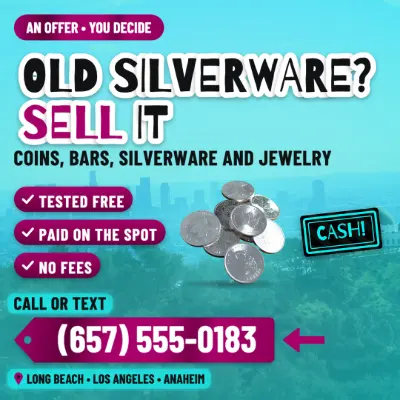 AN OFFER • YOU DECIDE
OLD SILVERWARE?
SELL IT
COINS, BARS, SILVERWARE AND JEWELRY
TESTED FREE
PAID ON THE SPOT
NO FEES
CASH!
CALL OR TEXT
(657) 555-0183
LONG BEACH • LOS ANGELES • ANAHEIM